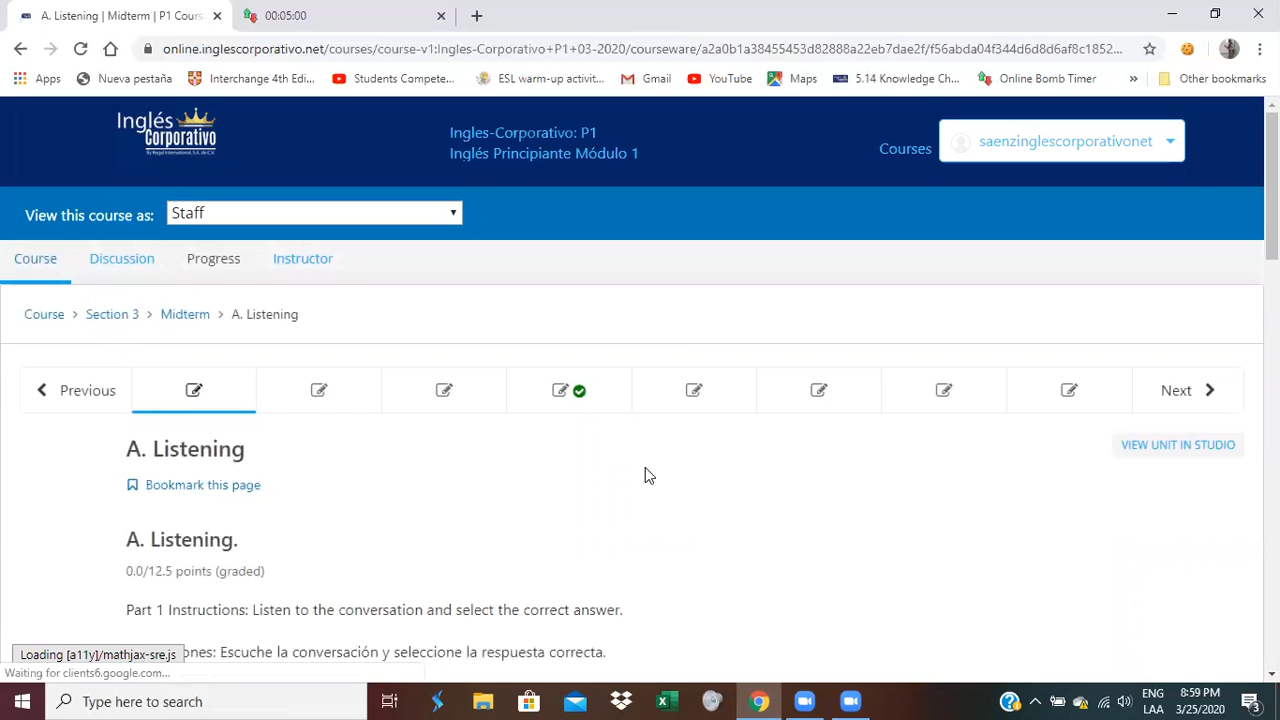 A. Listening | Midterm | P1 Cours
00:05:00
online.inglescorporativo.net/courses/course-v1:Ingles-Corporativo+P1+03-2020/courseware/a2a0b1a38455453d82888a22eb7dae2f/f56abda04f344d6d8d6af8c1852...
Apps Nueva pestaña Interchange 4th Edi... Students Compete... ESL warm-up activit... Gmail YouTube Maps 5.14 Knowledge Ch... Online Bomb Timer » Other bookmarks
Inglés
Corporativo
By Regal International, S.A. de C.V.
Ingles-Corporativo: P1
Inglés Principiante Módulo 1
Courses
saenzinglescorporativonet
View this course as: Staff
Course Discussion Progress Instructor
Course > Section 3 > Midterm > A. Listening
Previous Next
A. Listening
VIEW UNIT IN STUDIO
Bookmark this page
A. Listening.
0.0/12.5 points (graded)
Part 1 Instructions: Listen to the conversation and select the correct answer.
ones: Escuche la conversación y seleccione la respuesta correcta.
Loading [a11y]/mathjax-sre.js
Waiting for clients6.google.com...
Type here to search
ENG
LAA
8:59 PM
3/25/2020
3